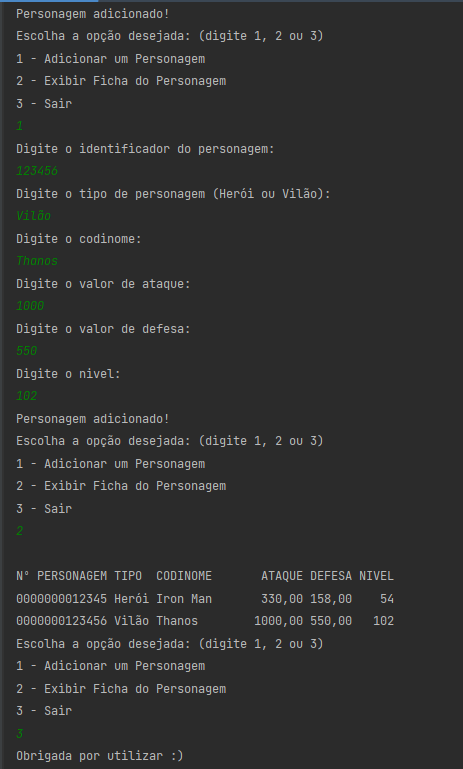 Personagem adicionado!
Escolha a opção desejada: (digite 1, 2 ou 3)
1 - Adicionar um Personagem
2 - Exibir Ficha do Personagem
3 - Sair
1
Digite o identificador do personagem:
123456
Digite o tipo de personagem (Herói ou Vilão):
Vilão
Digite o codinome:
Thanos
Digite o valor de ataque:
1000
Digite o valor de defesa:
550
Digite o nivel:
102
Personagem adicionado!
Escolha a opção desejada: (digite 1, 2 ou 3)
1 - Adicionar um Personagem
2 - Exibir Ficha do Personagem
3 - Sair
2
N° PERSONAGEM TIPO  CODINOME       ATAQUE DEFESA NIVEL
0000000012345 Herói Iron Man       330,00 158,00    54
0000000123456 Vilão Thanos        1000,00 550,00   102
Escolha a opção desejada: (digite 1, 2 ou 3)
1 - Adicionar um Personagem
2 - Exibir Ficha do Personagem
3 - Sair
3
Obrigada por utilizar :)